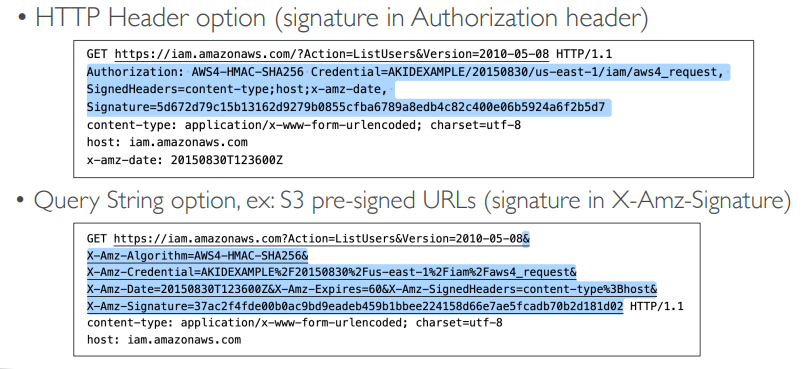 • HTTP Header option (signature in Authorization header)
GET https://iam.amazonaws.com/?Action=ListUsers&Version=2010-05-08 HTTP/1.1
Authorization: AWS4-HMAC-SHA256 Credential=AKIDEXAMPLE/20150830/us-east-1/iam/aws4_request,
SignedHeaders=content-type;host;x-amz-date,
Signature=5d672d79c15b13162d9279b0855cfba6789a8edb4c82c400e06b5924a6f2b5d7
content-type: application/x-www-form-urlencoded; charset=utf-8
host: iam.amazonaws.com
x-amz-date: 20150830T123600Z
• Query String option, ex: S3 pre-signed URLs (signature in X-Amz-Signature)
GET https://iam.amazonaws.com?Action=ListUsers&Version=2010-05-08&
X-Amz-Algorithm=AWS4-HMAC-SHA256&
X-Amz-Credential=AKIDEXAMPLE%2F20150830%2Fus-east-1%2Fiam%2Faws4_request&
X-Amz-Date=20150830T123600Z&X-Amz-Expires=60&X-Amz-SignedHeaders=content-type%3Bhost&
X-Amz-Signature=37ac2f4fde00b0ac9bd9eadeb459b1bbee224158d66e7ae5fcadb70b2d181d02 HTTP/1.1
content-type: application/x-www-form-urlencoded; charset=utf-8
host: iam.amazonaws.com